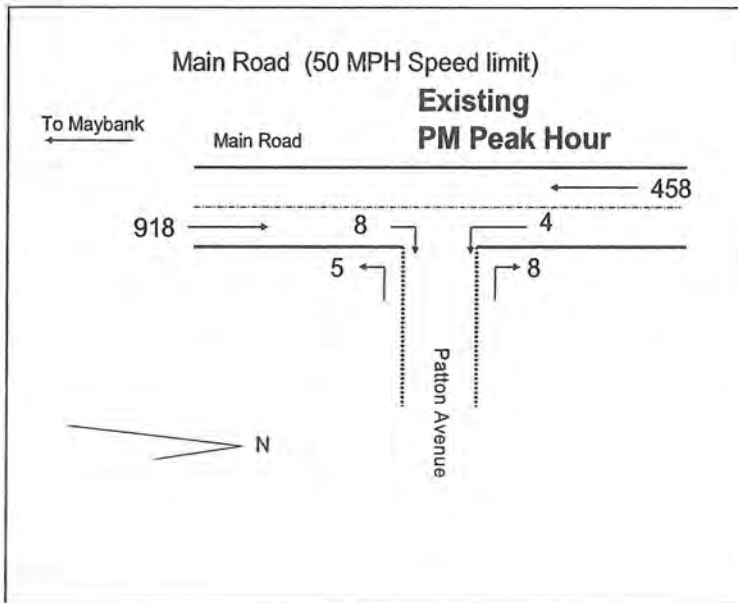 Main Road (50 MPH Speed limit)
Existing
PM Peak Hour
To Maybank
Main Road
458
918
8
4
5
8
Patton Avenue
N